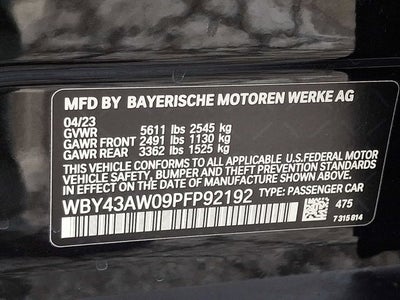 MFD BY BAYERISCHE MOTOREN WERKE AG
04/23
GVWR 5611 lbs 2545 kg
GAWR FRONT 2491 lbs 1130 kg
GAWR REAR 3362 lbs 1525 kg
THIS VEHICLE CONFORMS TO ALL APPLICABLE U.S.FEDERAL MOTOR
VEHICLE SAFETY, BUMPER, AND THEFT PREVENTION STANDARDS
IN EFFECT ON THE DATE OF MANUFACTURE SHOWN ABOVE.
WBY43AW09PFP92192 TYPE: PASSENGER CAR
475
7 315 814